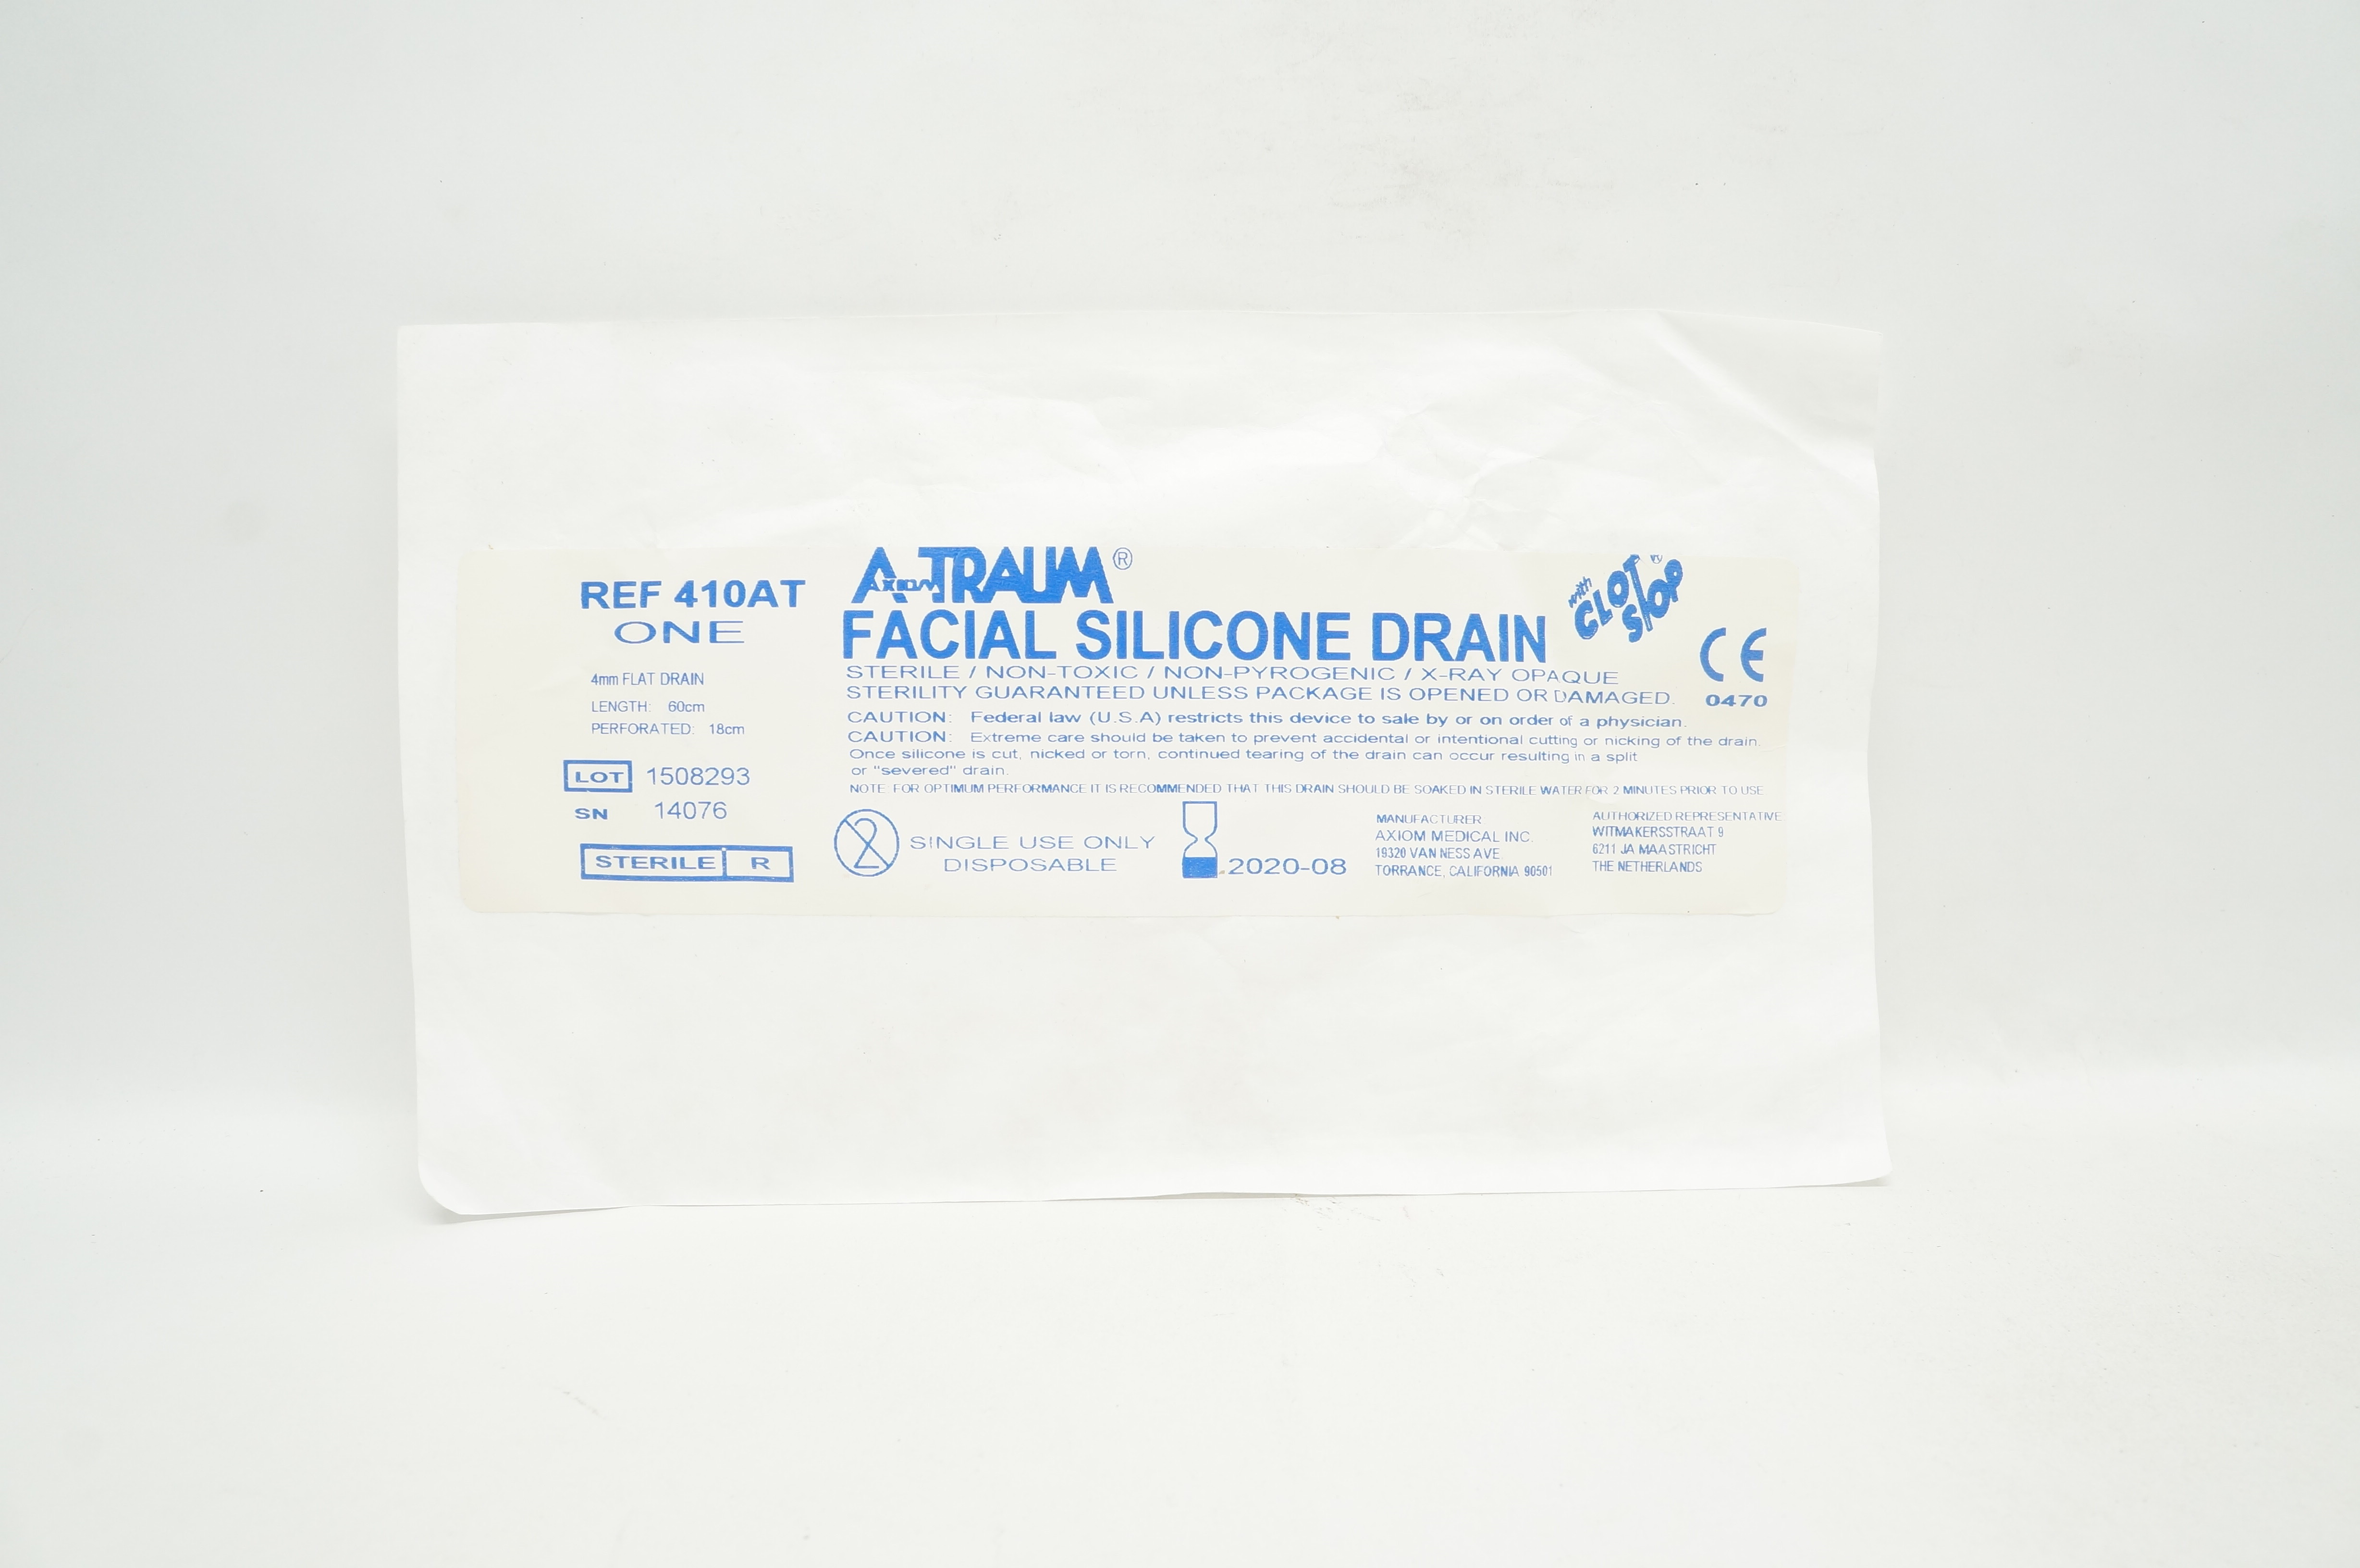 REF 410AT
ONE
4mm FLAT DRAIN
LENGTH: 60cm
PERFORATED: 18cm
LOT 1508293
SN 14076
STERILE R
AXIOM
A-TRAUM®
FACIAL SILICONE DRAIN
with CLOT STOP
STERILE / NON-TOXIC / NON-PYROGENIC / X-RAY OPAQUE
STERILITY GUARANTEED UNLESS PACKAGE IS OPENED OR DAMAGED.
CE
0470
CAUTION: Federal law (U.S.A) restricts this device to sale by or on order of a physician.
CAUTION: Extreme care should be taken to prevent accidental or intentional cutting or nicking of the drain.
Once silicone is cut, nicked or torn, continued tearing of the drain can occur resulting in a split
or "severed" drain.
NOTE FOR OPTIMUM PERFORMANCE IT IS RECOMMENDED THAT THIS DRAIN SHOULD BE SOAKED IN STERILE WATER FOR 2 MINUTES PRIOR TO USE
2
SINGLE USE ONLY
DISPOSABLE
2020-08
MANUFACTURER
AXIOM MEDICAL INC.
19320 VAN NESS AVE.
TORRANCE, CALIFORNIA 90501
AUTHORIZED REPRESENTATIVE
WITMAKERSSTRAAT 9
6211 JA MAASTRICHT
THE NETHERLANDS